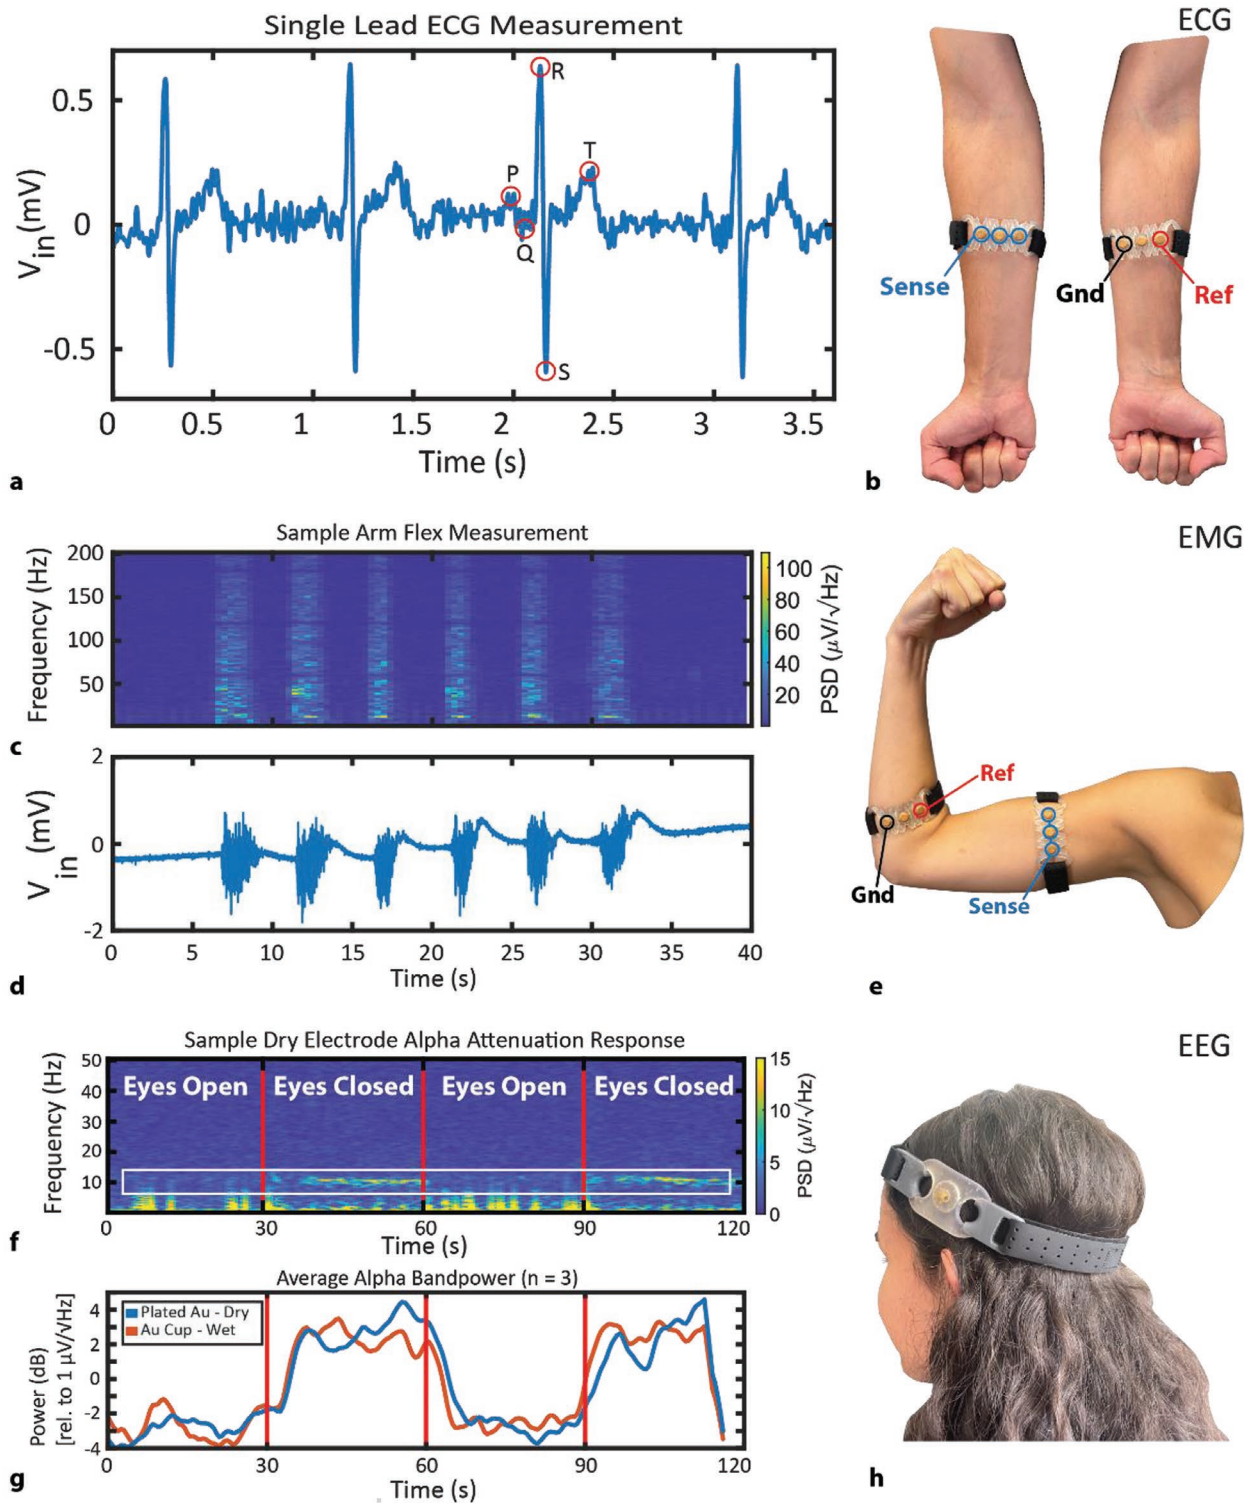 Single Lead ECG Measurement
ECG
V_in (mV)
0.5
0
-0.5
R
P
T
Q
S
0 0.5 1 1.5 2 2.5 3 3.5
Time (s)
a
Sense
Gnd
Ref
b
Sample Arm Flex Measurement
EMG
Frequency (Hz)
200
150
100
50
100
80
60
40
20
PSD (µV/√Hz)
c
V_in (mV)
2
0
-2
0 5 10 15 20 25 30 35 40
Time (s)
d
Ref
Gnd
Sense
e
Sample Dry Electrode Alpha Attenuation Response
EEG
Frequency (Hz)
50
40
30
20
10
Eyes Open Eyes Closed Eyes Open Eyes Closed
15
10
5
0
PSD (µV/√Hz)
0 30 60 90 120
Time (s)
f
Average Alpha Bandpower (n = 3)
Power (dB)
[rel. to 1 µV/√Hz]
4
2
0
-2
-4
Plated Au - Dry
Au Cup - Wet
0 30 60 90 120
Time (s)
g
h